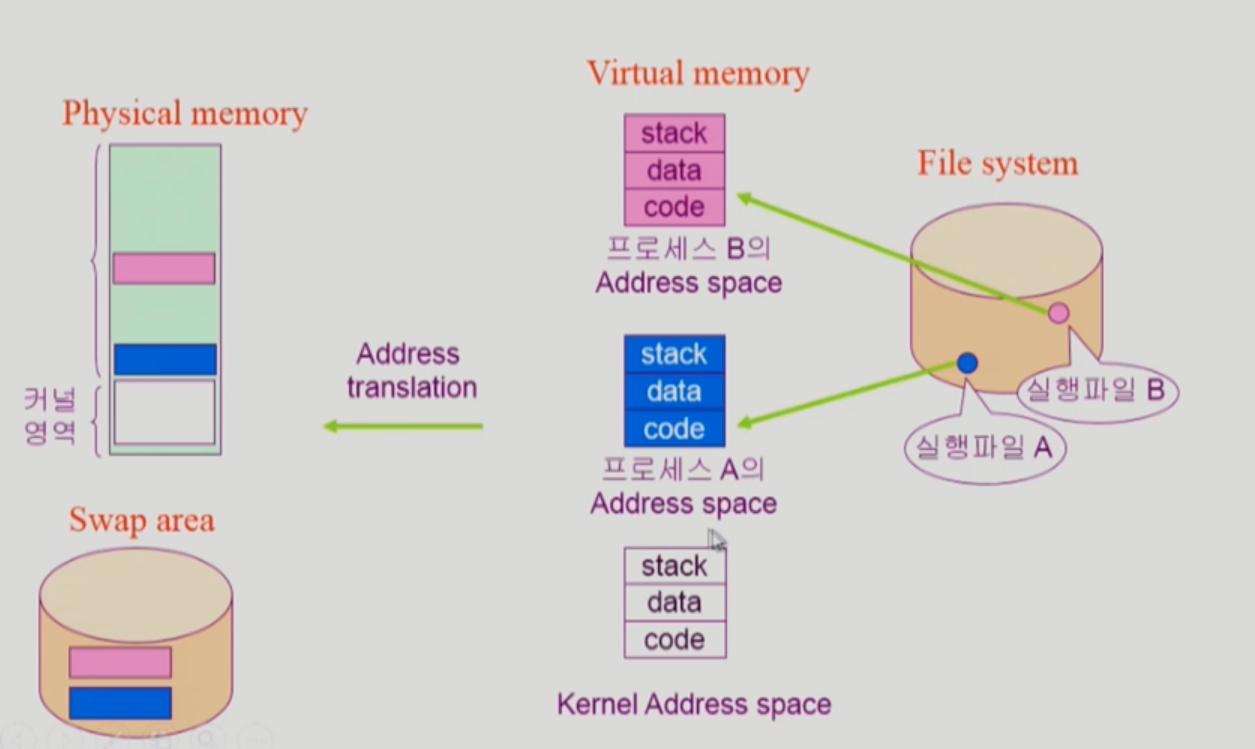 Physical memory
커널
영역
Swap area
Address
translation
Virtual memory
stack
data
code
프로세스 B의
Address space
stack
data
code
프로세스 A의
Address space
stack
data
code
Kernel Address space
File system
실행파일 B
실행파일 A